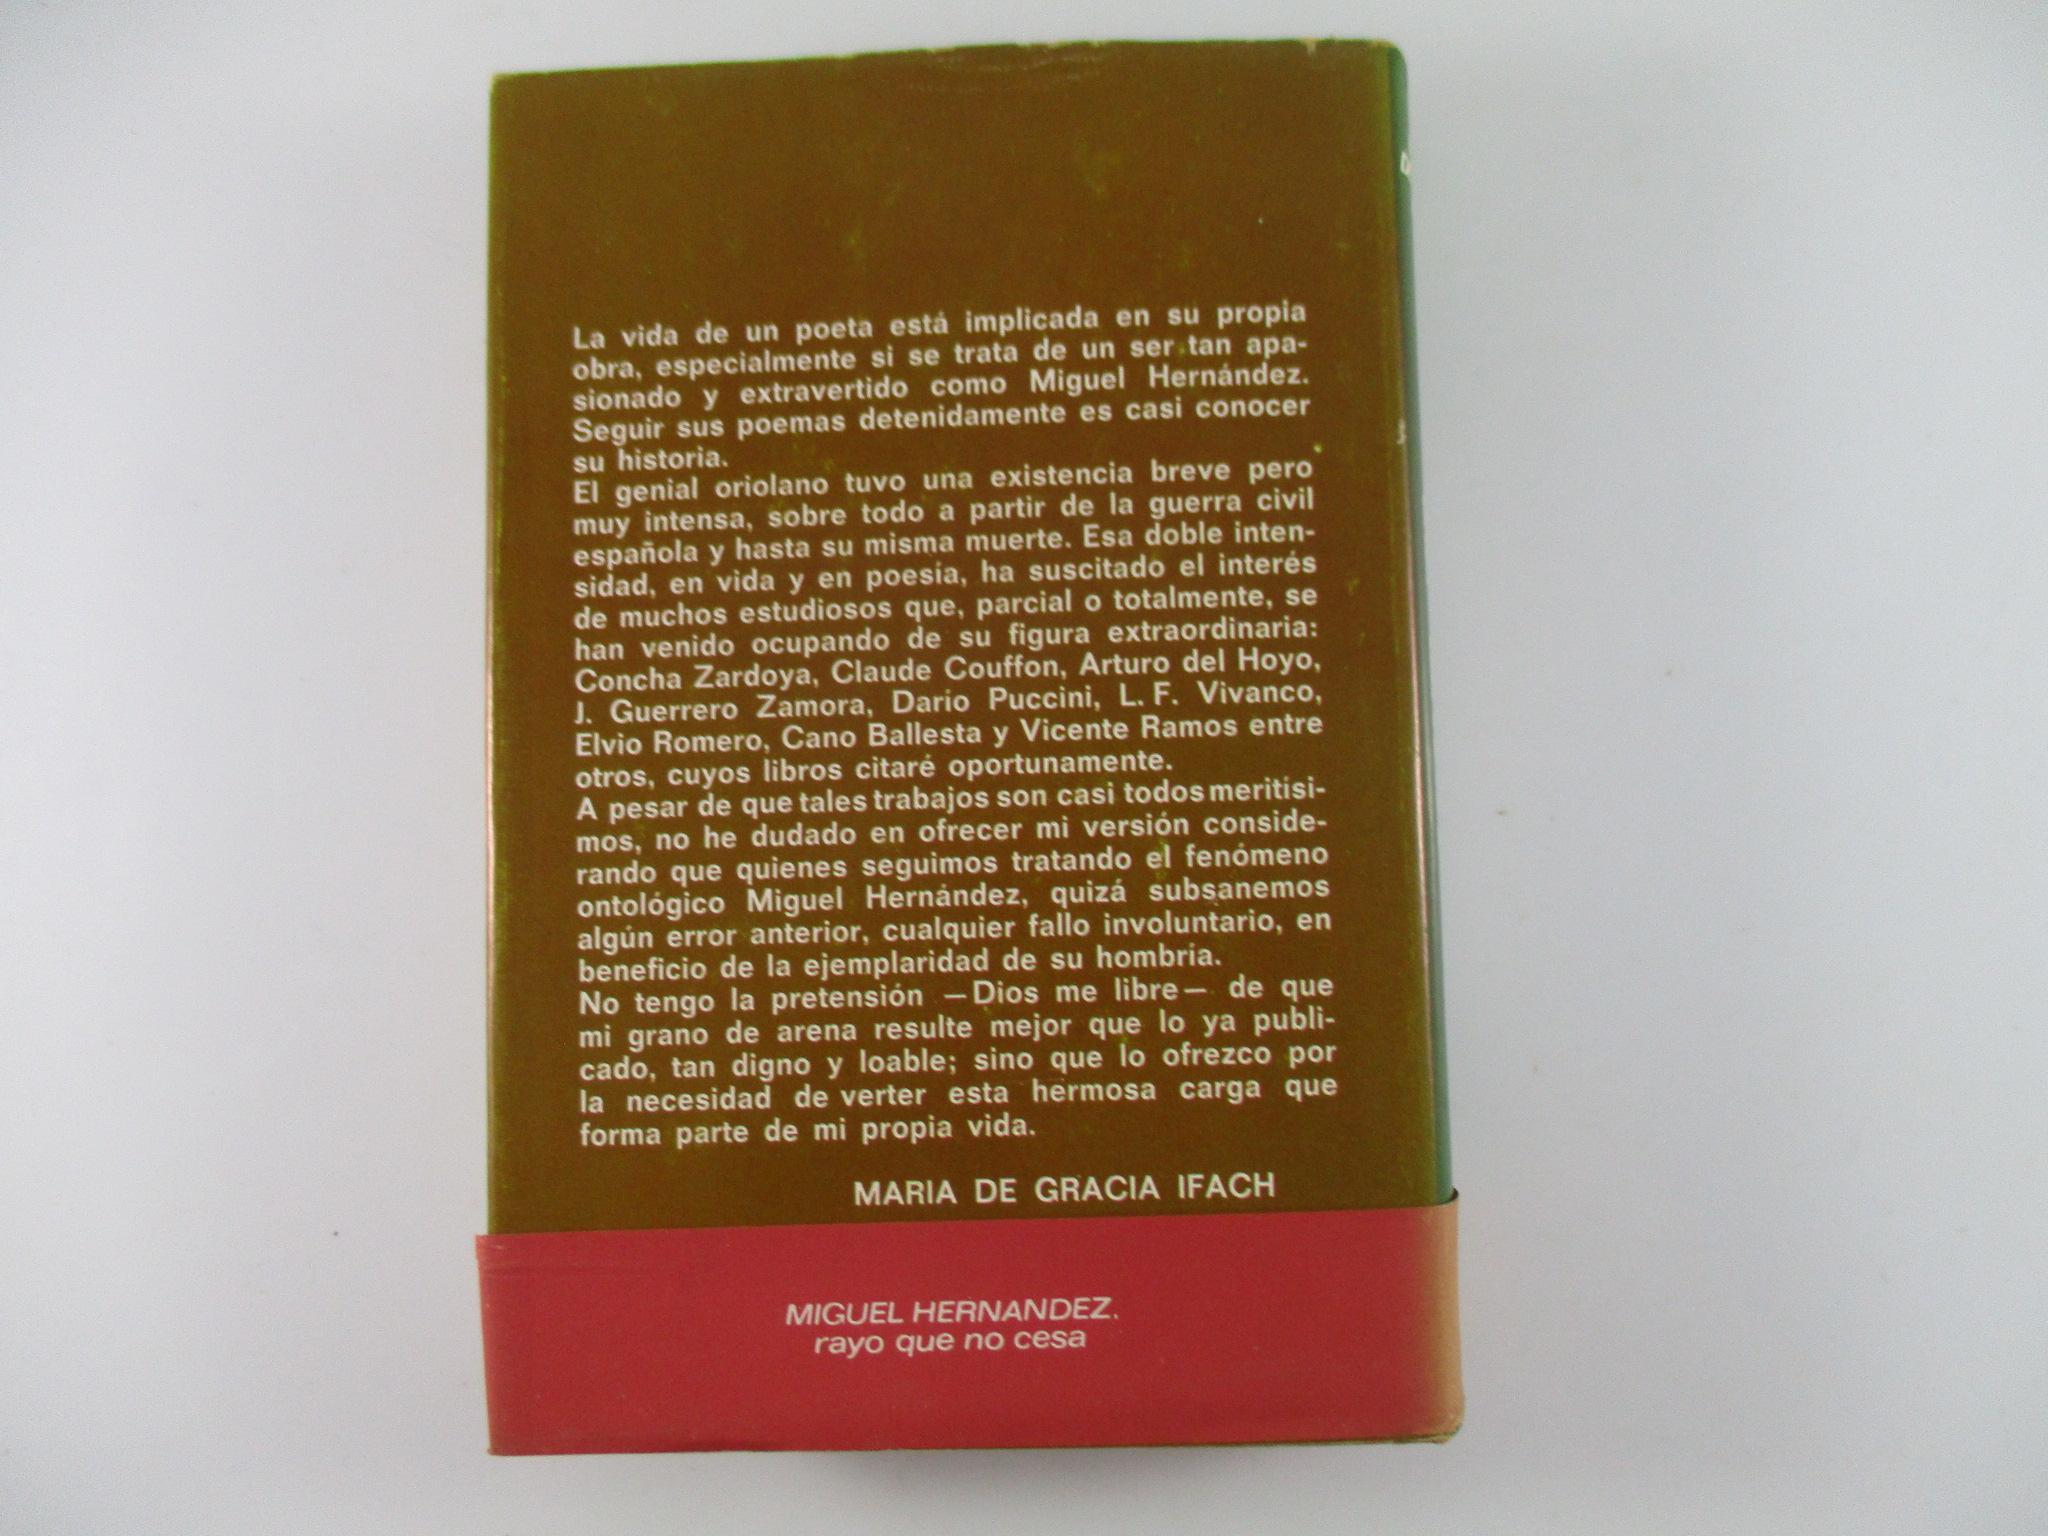 La vida de un poeta está implicada en su propia
obra, especialmente si se trata de un ser tan apa-
sionado y extravertido como Miguel Hernández.
Seguir sus poemas detenidamente es casi conocer
su historia.
El genial oriolano tuvo una existencia breve pero
muy intensa, sobre todo a partir de la guerra civil
española y hasta su misma muerte. Esa doble inten-
sidad, en vida y en poesía, ha suscitado el interés
de muchos estudiosos que, parcial o totalmente, se
han venido ocupando de su figura extraordinaria:
Concha Zardoya, Claude Couffon, Arturo del Hoyo,
J. Guerrero Zamora, Dario Puccini, L. F. Vivanco,
Elvio Romero, Cano Ballesta y Vicente Ramos entre
otros, cuyos libros citaré oportunamente.
A pesar de que tales trabajos son casi todos meritísi-
mos, no he dudado en ofrecer mi versión conside-
rando que quienes seguimos tratando el fenómeno
ontológico Miguel Hernández, quizá subsanemos
algún error anterior, cualquier fallo involuntario, en
beneficio de la ejemplaridad de su hombría.
No tengo la pretensión —Dios me libre— de que
mi grano de arena resulte mejor que lo ya publi-
cado, tan digno y loable; sino que lo ofrezco por
la necesidad de verter esta hermosa carga que
forma parte de mi propia vida.
MARIA DE GRACIA IFACH
MIGUEL HERNANDEZ,
rayo que no cesa